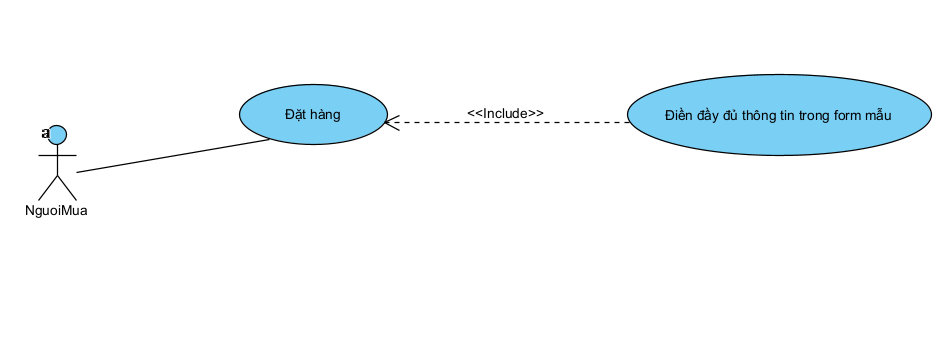 a
NguoiMua
Đặt hàng
<<Include>>
Điền đầy đủ thông tin trong form mẫu